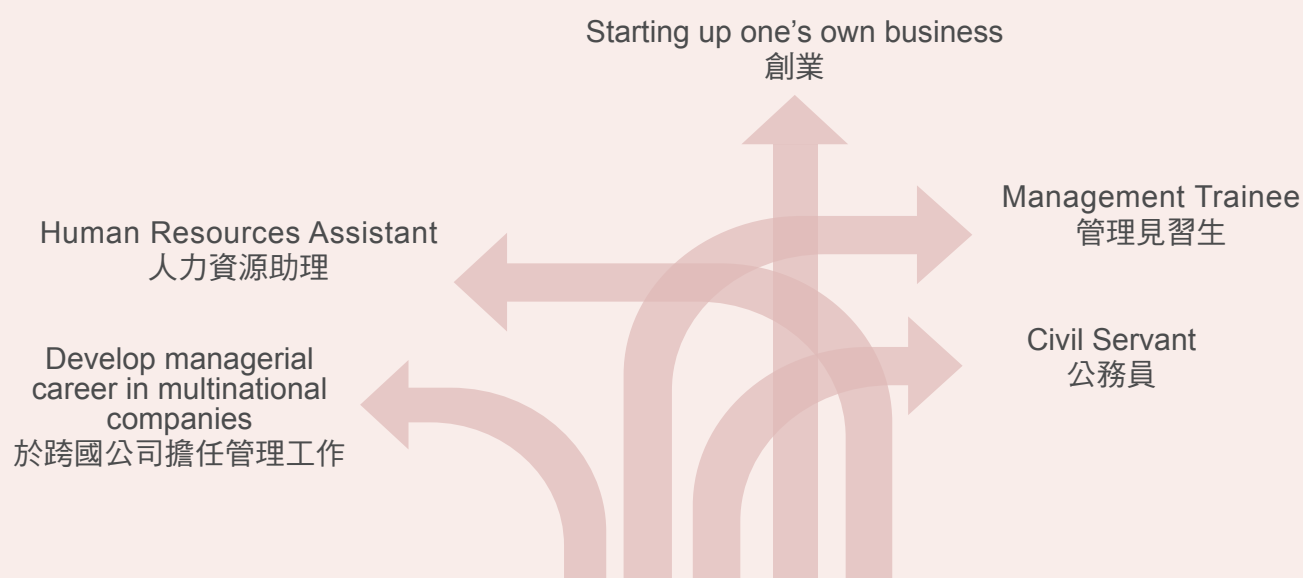 Starting up one’s own business
創業
Management Trainee
管理見習生
Human Resources Assistant
人力資源助理
Civil Servant
公務員
Develop managerial
career in multinational
companies
於跨國公司擔任管理工作